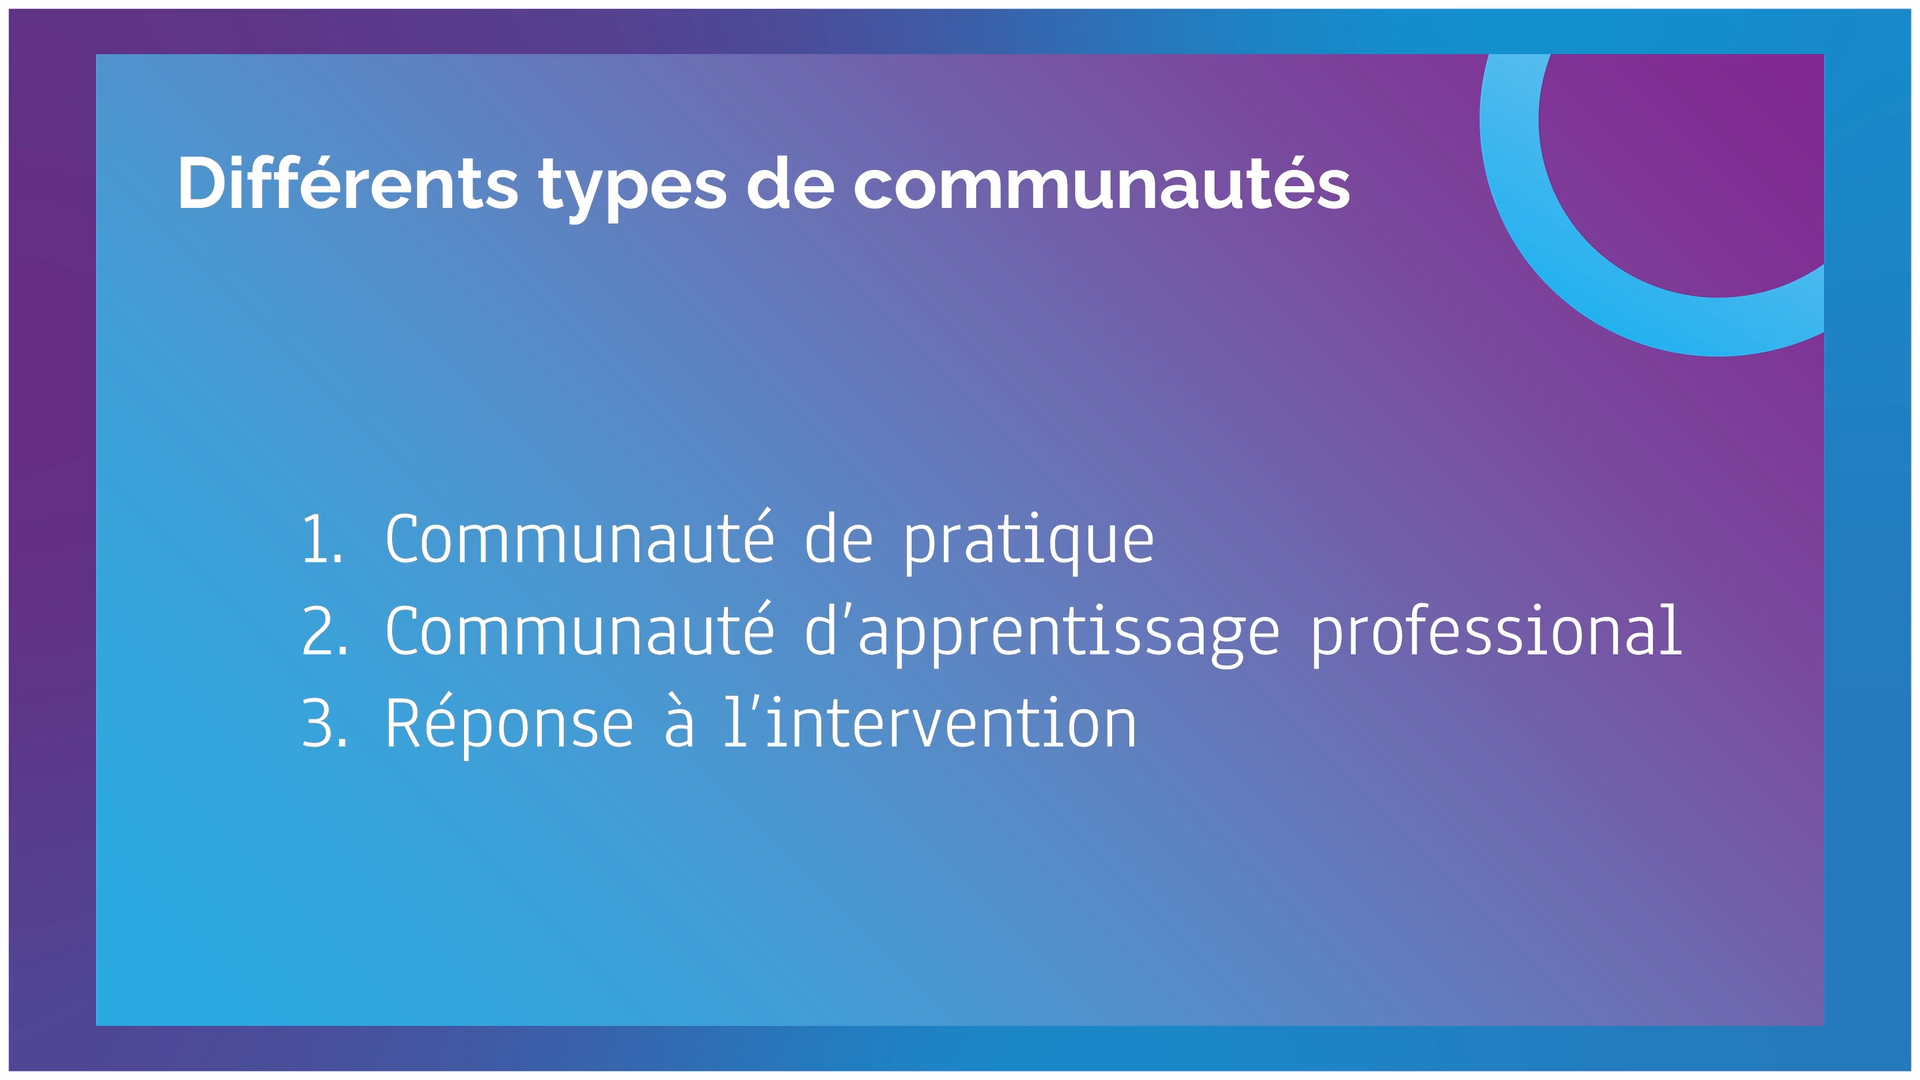 Différents types de communautés
1. Communauté de pratique
2. Communauté d’apprentissage professional
3. Réponse à l’intervention